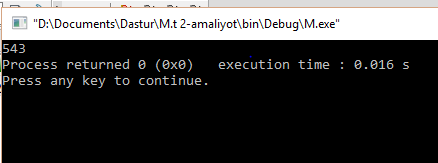 "D:\Documents\Dastur\M.t 2-amaliyot\bin\Debug\M.exe"
543
Process returned 0 (0x0)   execution time : 0.016 s
Press any key to continue.